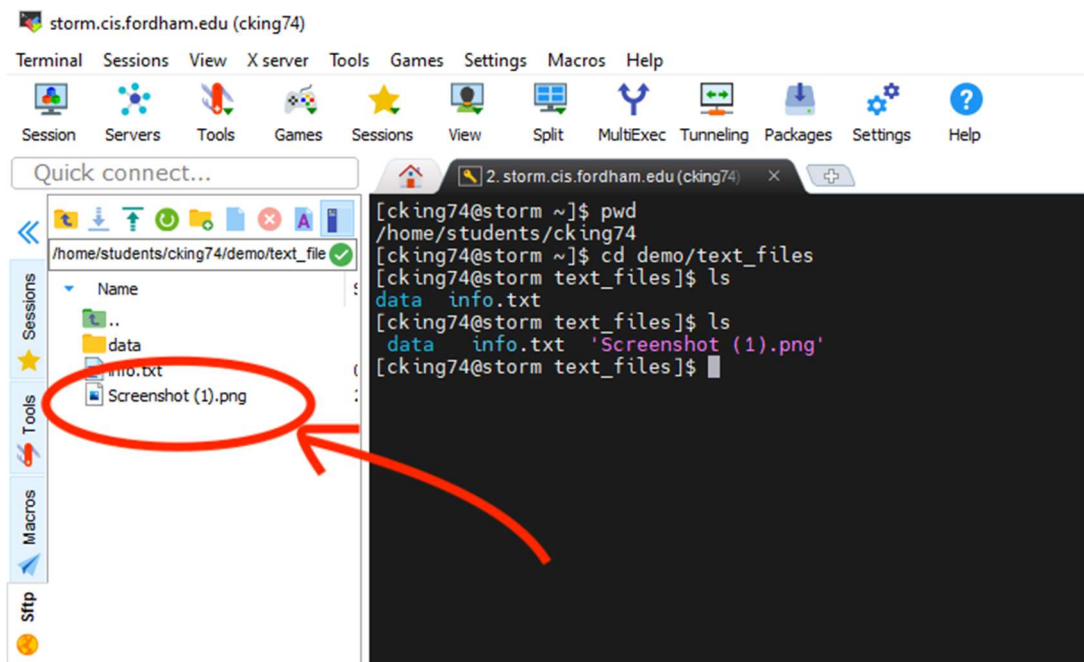 storm.cis.fordham.edu (cking74)
Terminal Sessions View X server Tools Games Settings Macros Help
Session Servers Tools Games Sessions View Split MultiExec Tunneling Packages Settings Help
Quick connect...
2. storm.cis.fordham.edu (cking74)
/home/students/cking74/demo/text_file
Name
..
data
info.txt
Screenshot (1).png
Sessions
Tools
Macros
Sftp
[cking74@storm ~]$ pwd
/home/students/cking74
[cking74@storm ~]$ cd demo/text_files
[cking74@storm text_files]$ ls
data info.txt
[cking74@storm text_files]$ ls
data info.txt 'Screenshot (1).png'
[cking74@storm text_files]$